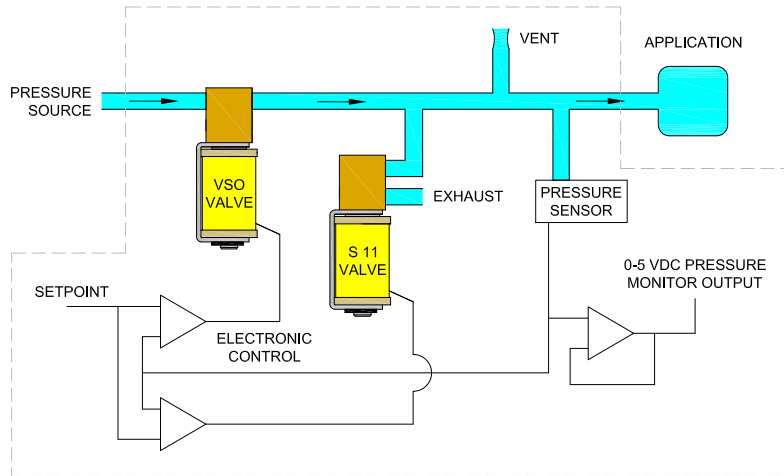 VENT
APPLICATION
PRESSURE
SOURCE
VSO
VALVE
EXHAUST
PRESSURE
SENSOR
S 11
VALVE
0-5 VDC PRESSURE
MONITOR OUTPUT
SETPOINT
ELECTRONIC
CONTROL